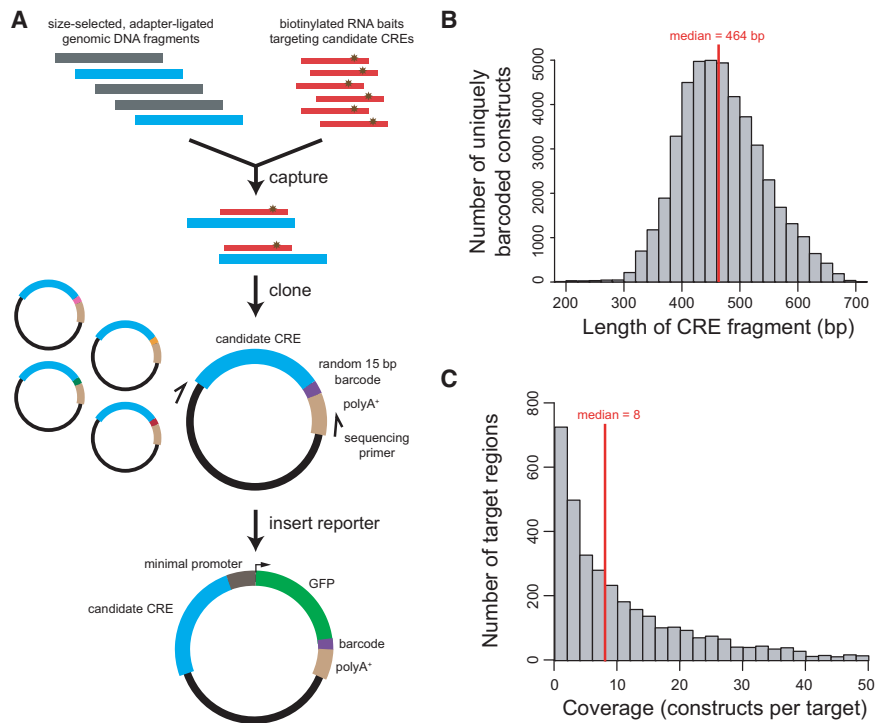 A
size-selected, adapter-ligated
genomic DNA fragments
biotinylated RNA baits
targeting candidate CREs
capture
clone
candidate CRE
random 15 bp
barcode
polyA⁺
sequencing
primer
insert reporter
minimal promoter
GFP
candidate CRE
barcode
polyA⁺
B
median = 464 bp
Number of uniquely
barcoded constructs
0
1000
2000
3000
4000
5000
200
300
400
500
600
700
Length of CRE fragment (bp)
C
median = 8
Number of target regions
0
200
400
600
800
0
10
20
30
40
50
Coverage (constructs per target)